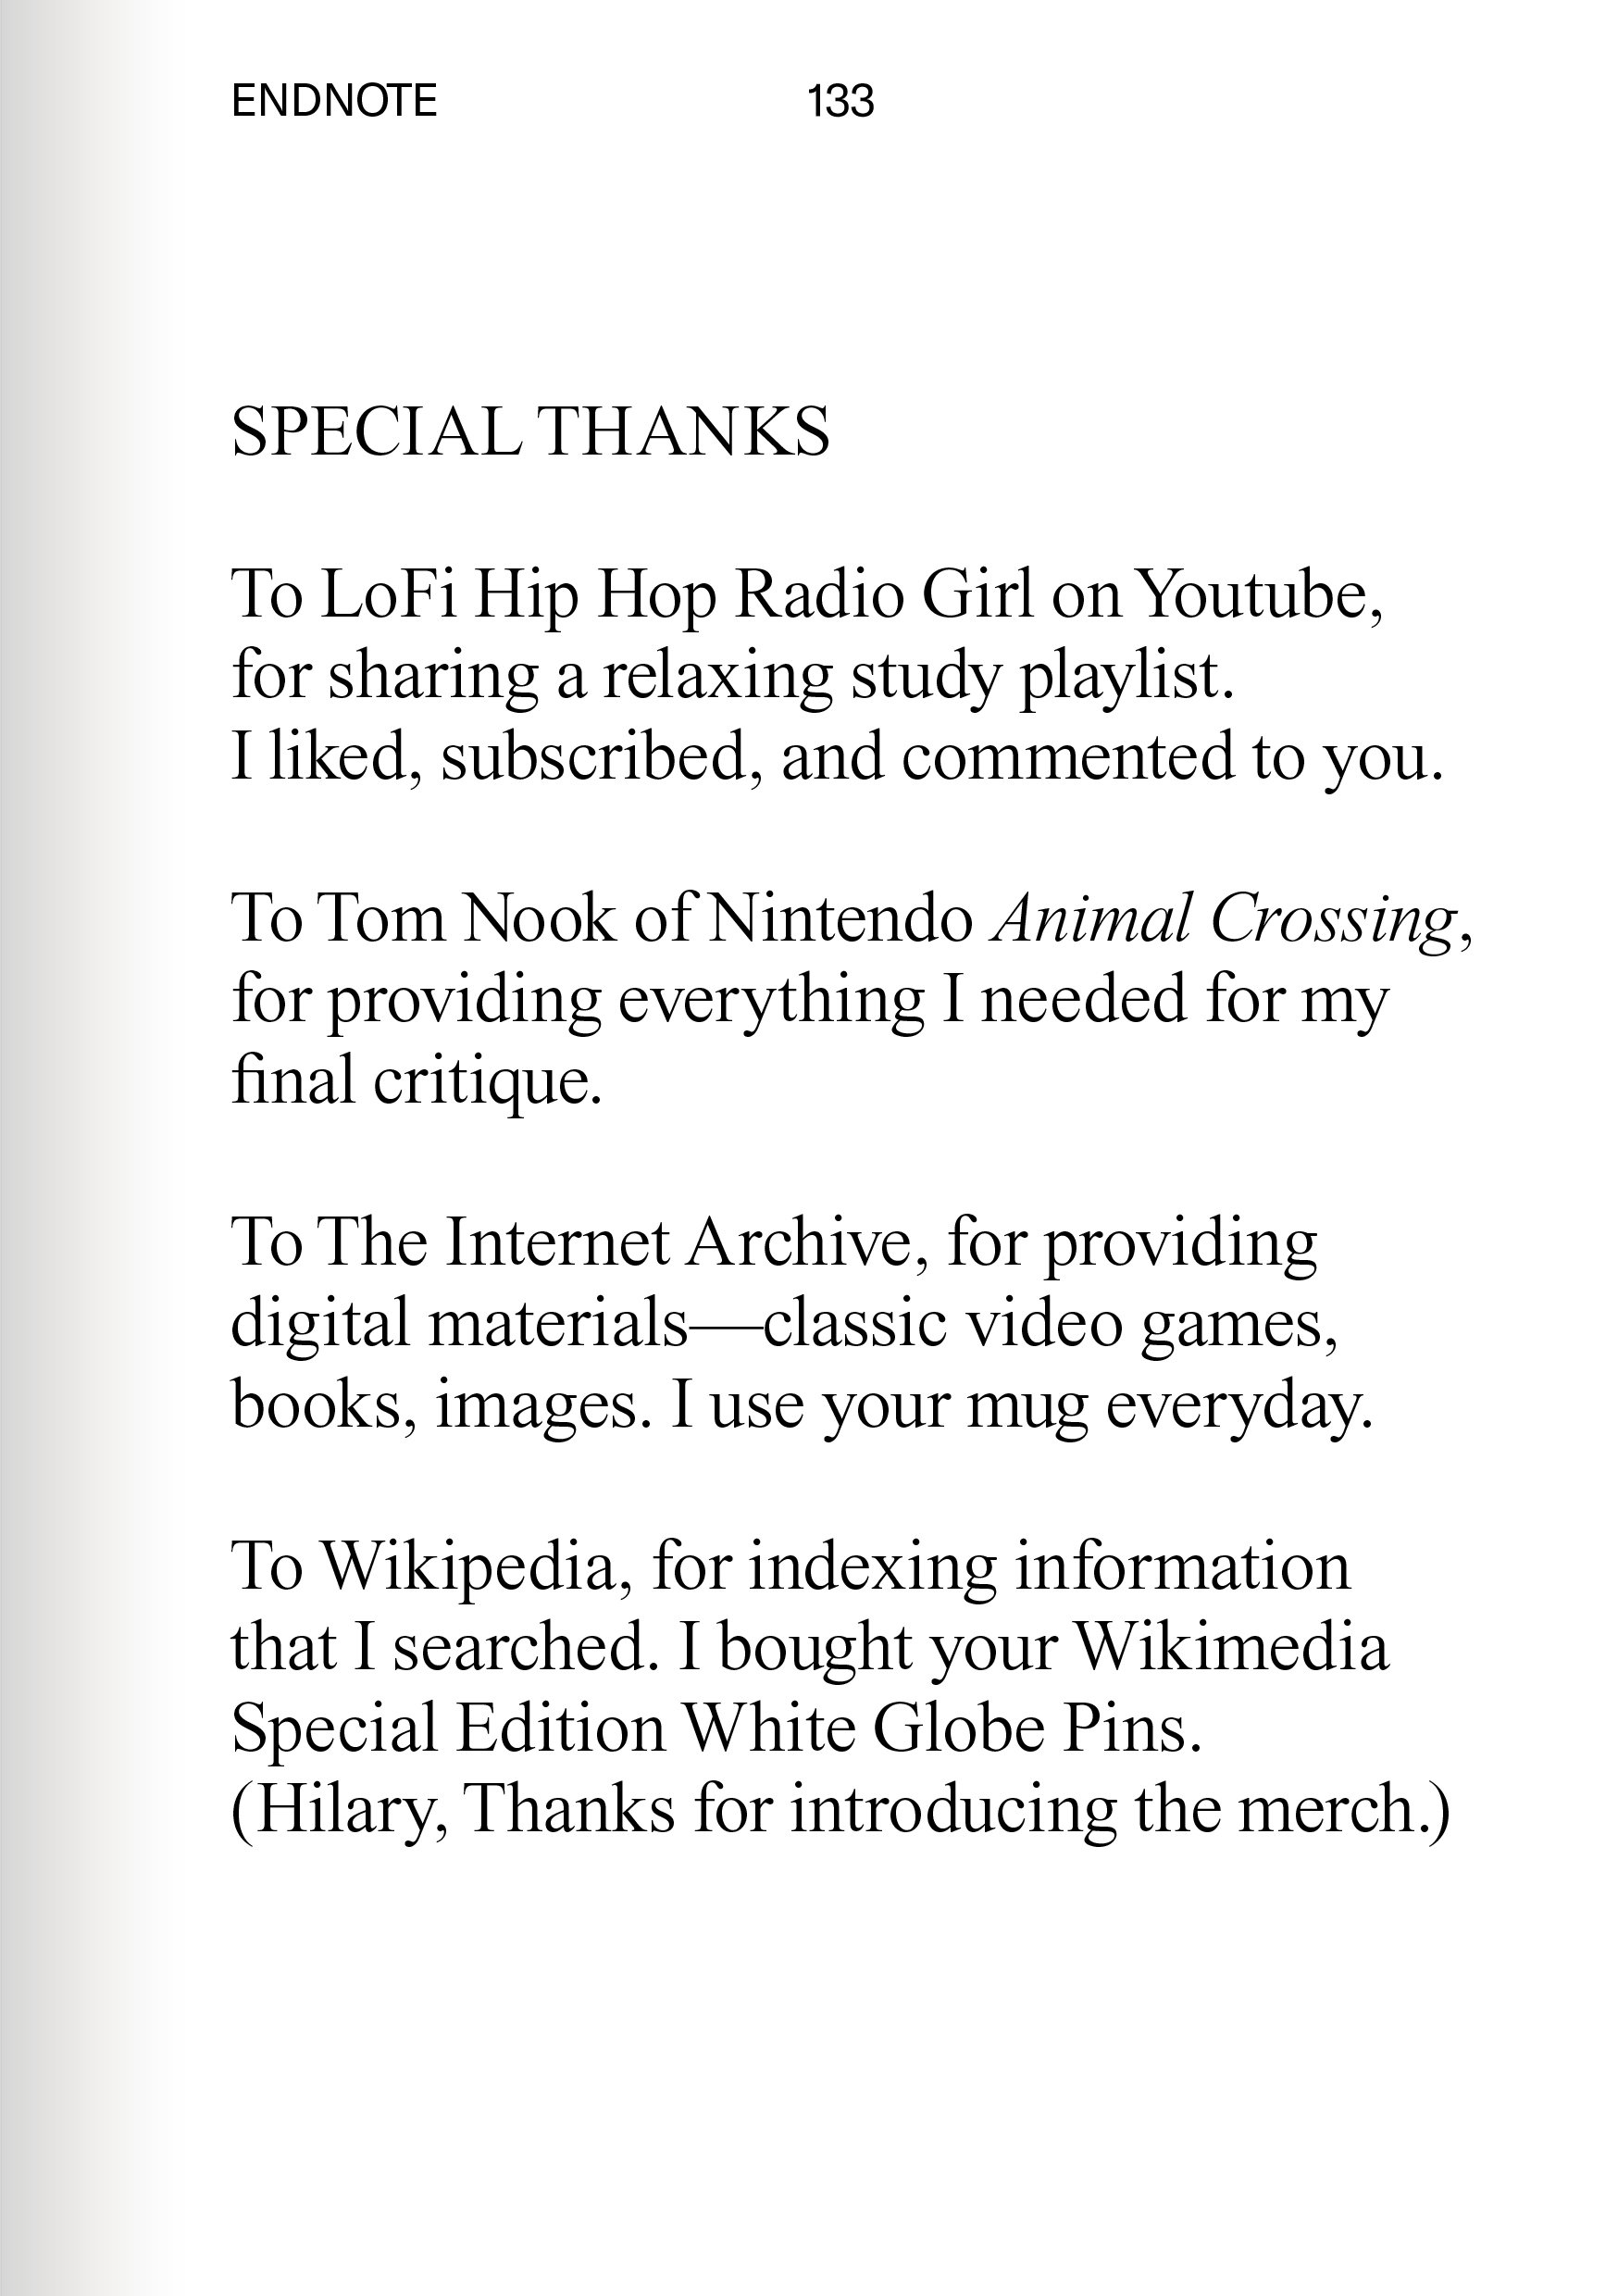 ENDNOTE 133
SPECIAL THANKS
To LoFi Hip Hop Radio Girl on Youtube,
for sharing a relaxing study playlist.
I liked, subscribed, and commented to you.
To Tom Nook of Nintendo Animal Crossing,
for providing everything I needed for my
final critique.
To The Internet Archive, for providing
digital materials—classic video games,
books, images. I use your mug everyday.
To Wikipedia, for indexing information
that I searched. I bought your Wikimedia
Special Edition White Globe Pins.
(Hilary, Thanks for introducing the merch.)